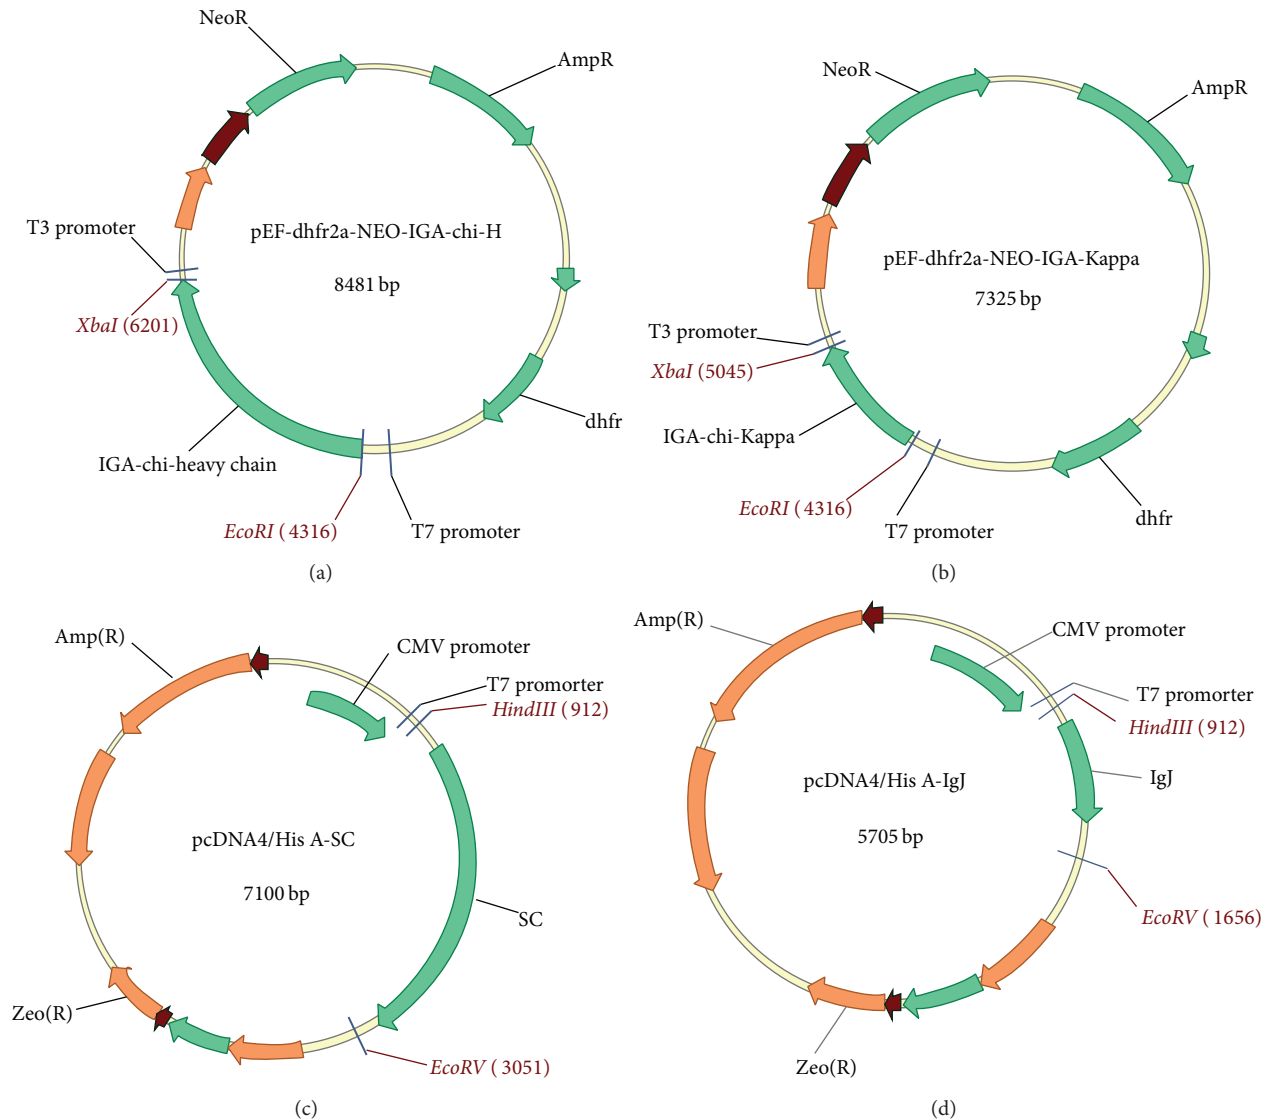 NeoR
AmpR
T3 promoter
pEF-dhfr2a-NEO-IGA-chi-H
8481 bp
XbaI (6201)
dhfr
IGA-chi-heavy chain
EcoRI (4316)
T7 promoter
(a)
NeoR
AmpR
pEF-dhfr2a-NEO-IGA-Kappa
7325 bp
T3 promoter
XbaI (5045)
IGA-chi-Kappa
EcoRI (4316)
T7 promoter
dhfr
(b)
Amp(R)
CMV promoter
T7 promorter
HindIII (912)
pcDNA4/His A-SC
7100 bp
SC
Zeo(R)
EcoRV (3051)
(c)
Amp(R)
CMV promoter
T7 promorter
HindIII (912)
IgJ
pcDNA4/His A-IgJ
5705 bp
EcoRV (1656)
Zeo(R)
(d)